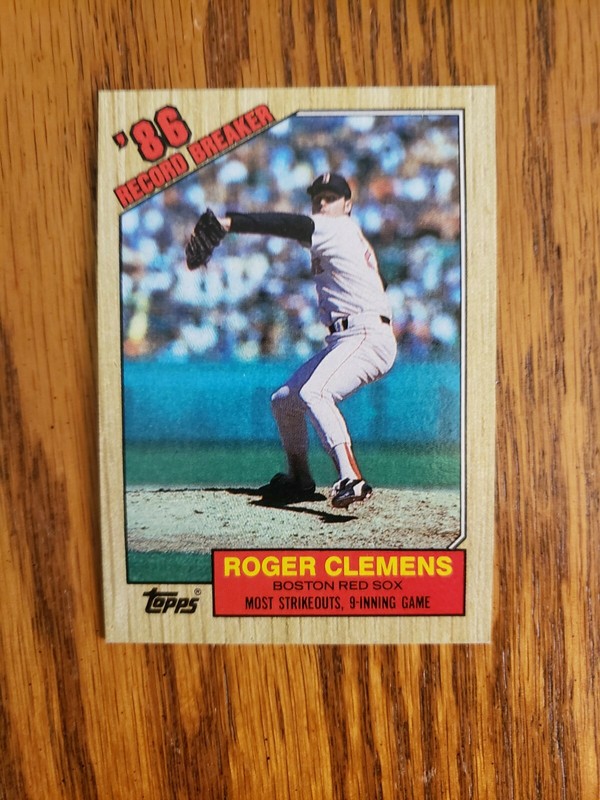 '86
RECORD BREAKER
ROGER CLEMENS
BOSTON RED SOX
MOST STRIKEOUTS, 9-INNING GAME
topps®